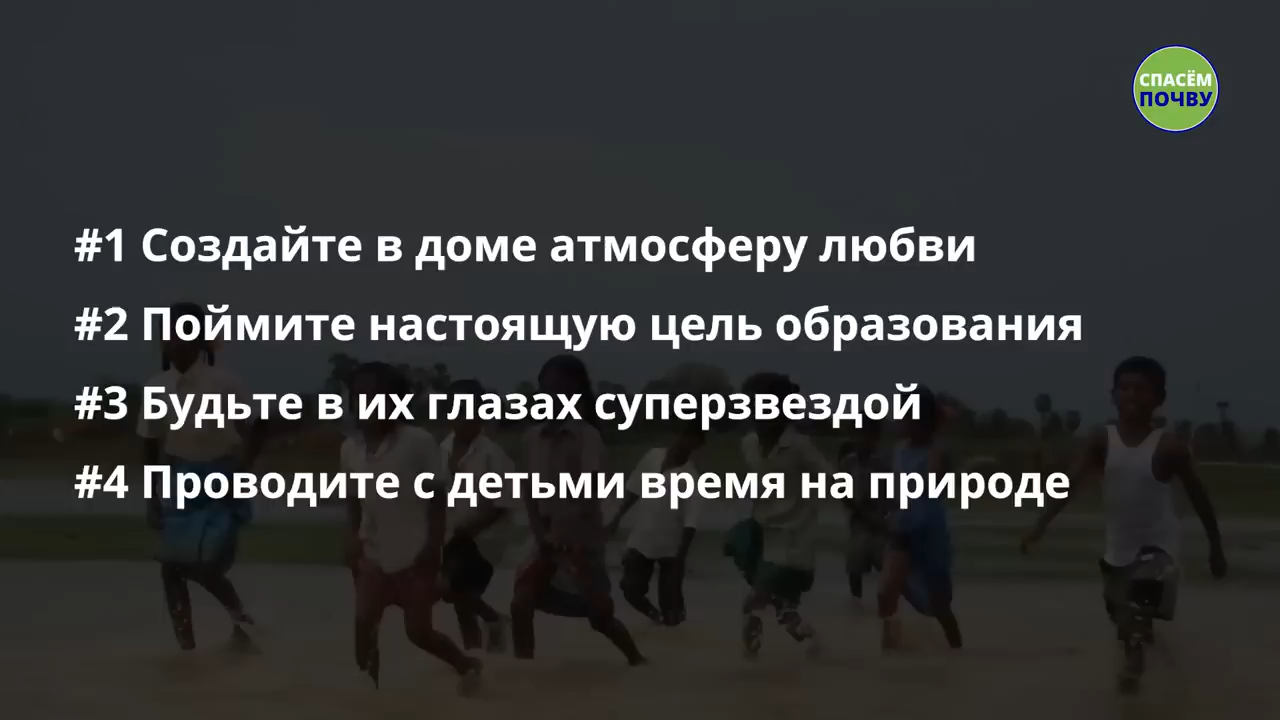 СПАСЁМ
ПОЧВУ
#1 Создайте в доме атмосферу любви
#2 Поймите настоящую цель образования
#3 Будьте в их глазах суперзвездой
#4 Проводите с детьми время на природе